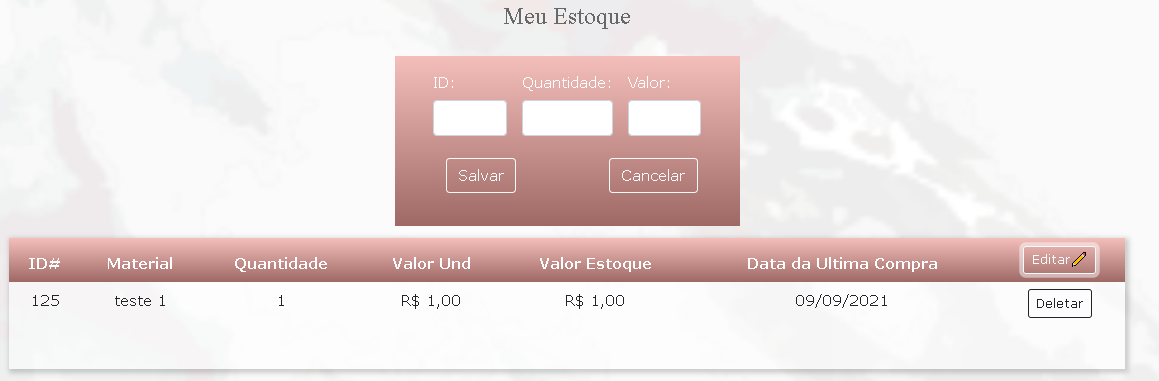 Meu Estoque
ID: Quantidade: Valor:
Salvar Cancelar
ID# Material Quantidade Valor Und Valor Estoque Data da Ultima Compra Editar
125 teste 1 1 R$ 1,00 R$ 1,00 09/09/2021 Deletar